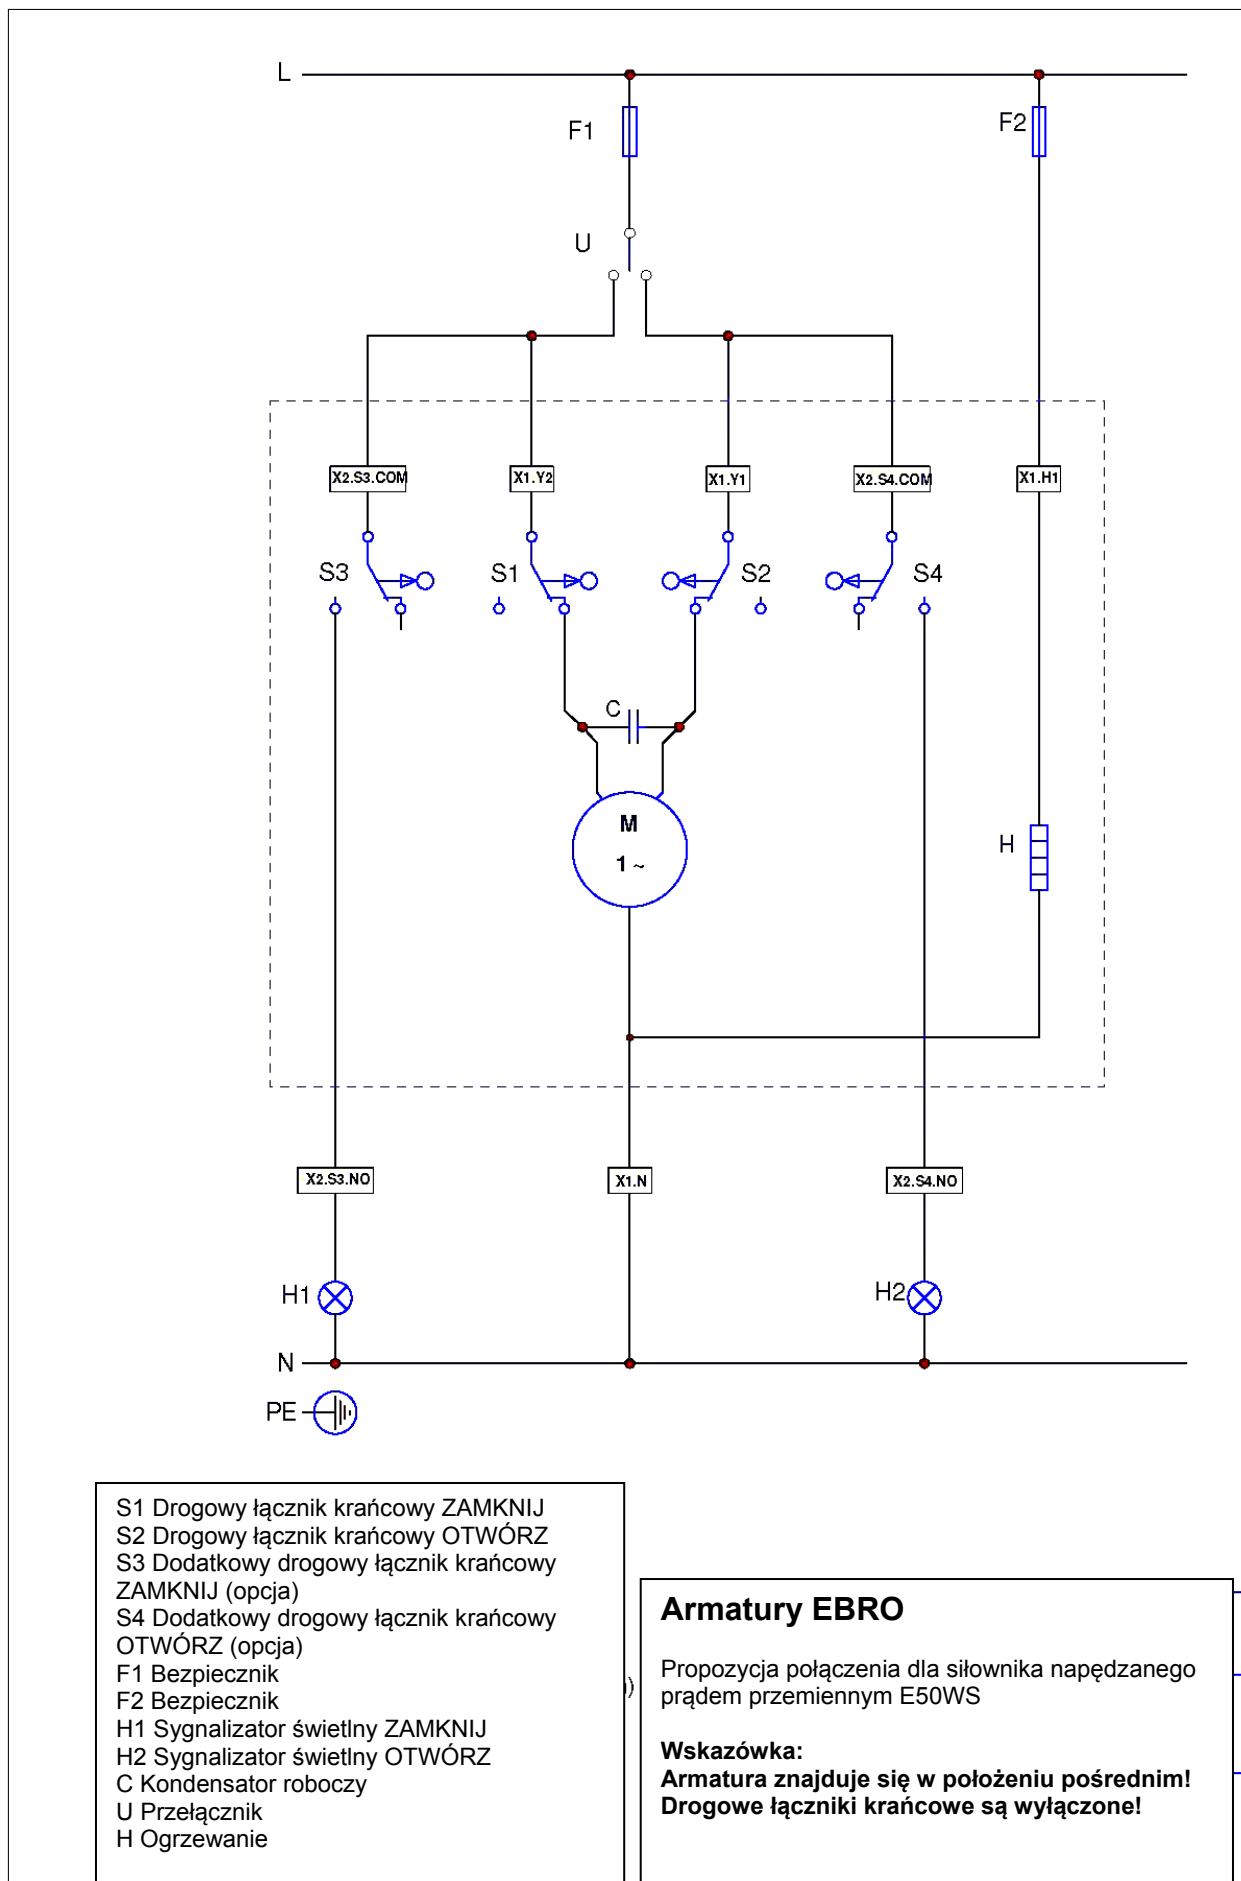 L
F1
F2
U
X2.S3.COM
X1.Y2
X1.Y1
X2.S4.COM
X1.H1
S3
S1
S2
S4
C
M
1 ~
H
X2.S3.NO
X1.N
X2.S4.NO
H1
H2
N
PE
S1 Drogowy łącznik krańcowy ZAMKNIJ
S2 Drogowy łącznik krańcowy OTWÓRZ
S3 Dodatkowy drogowy łącznik krańcowy
ZAMKNIJ (opcja)
S4 Dodatkowy drogowy łącznik krańcowy
OTWÓRZ (opcja)
F1 Bezpiecznik
F2 Bezpiecznik
H1 Sygnalizator świetlny ZAMKNIJ
H2 Sygnalizator świetlny OTWÓRZ
C Kondensator roboczy
U Przełącznik
H Ogrzewanie
Armatury EBRO
Propozycja połączenia dla siłownika napędzanego
prądem przemiennym E50WS
Wskazówka:
Armatura znajduje się w położeniu pośrednim!
Drogowe łączniki krańcowe są wyłączone!